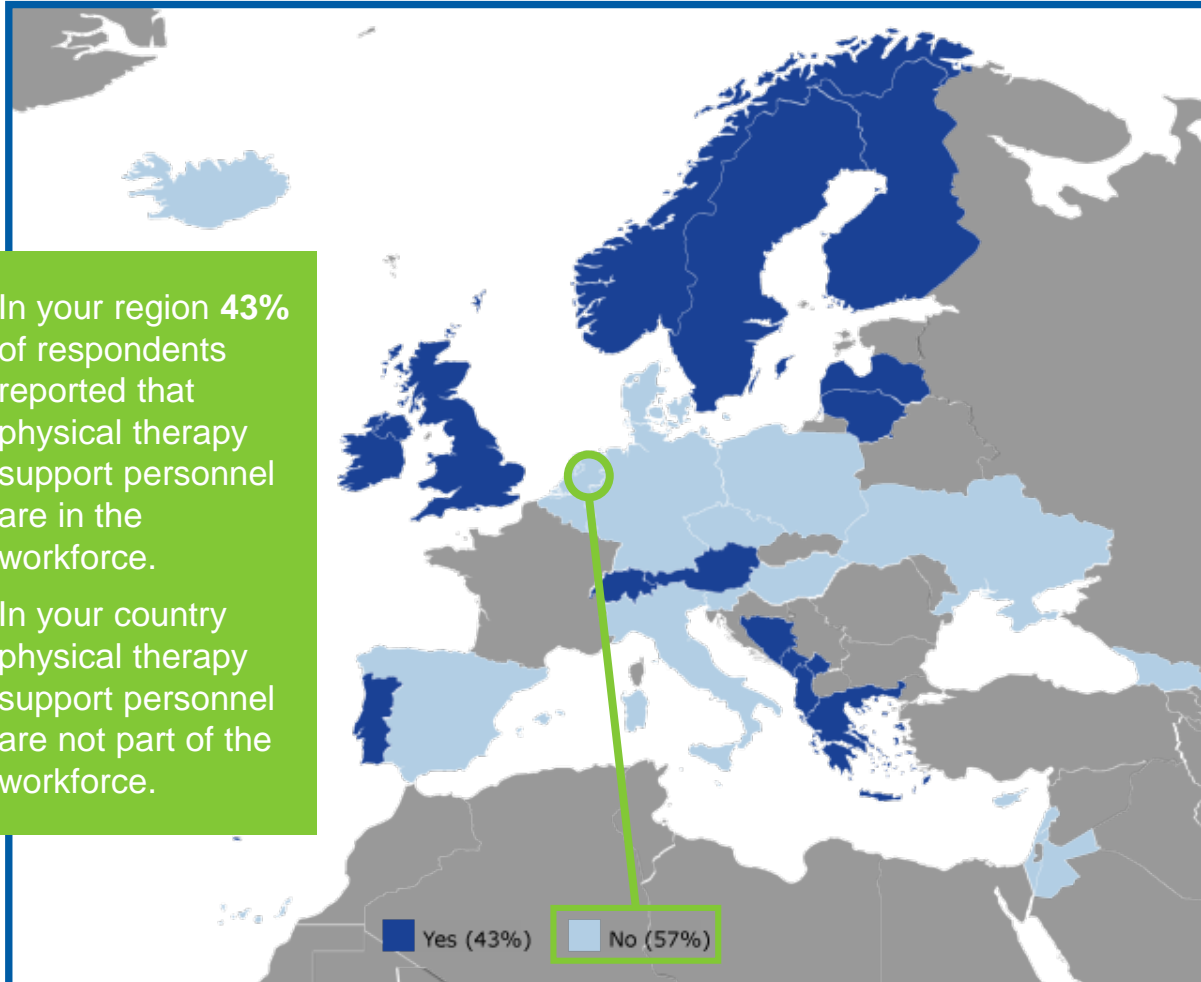 In your region 43%
of respondents
reported that
physical therapy
support personnel
are in the
workforce.
In your country
physical therapy
support personnel
are not part of the
workforce.
Yes (43%)
No (57%)